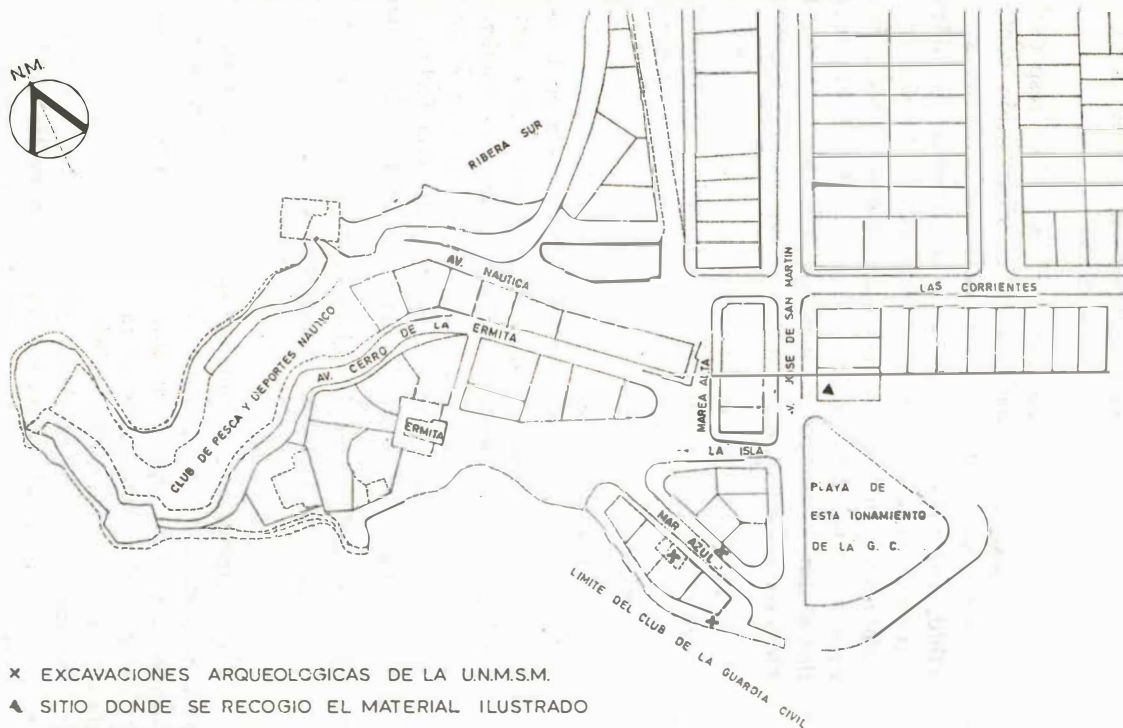 N.M.
RIBERA SUR
AV. NAUTICA
AV. CERRO DE LA ERMITA
CLUB DE PESCA Y DEPORTES NAUTICO
ERMITA
MAREA ALTA
AV. JOSE DE SAN MARTIN
LAS CORRIENTES
LA ISLA
MAR AZUL
PLAYA DE
ESTA IONAMIENTO
DE LA G. C.
LIMITE DEL CLUB DE LA GUARDIA CIVIL
x EXCAVACIONES ARQUEOLOGICAS DE LA U.N.M.S.M.
▲ SITIO DONDE SE RECOGIO EL MATERIAL ILUSTRADO